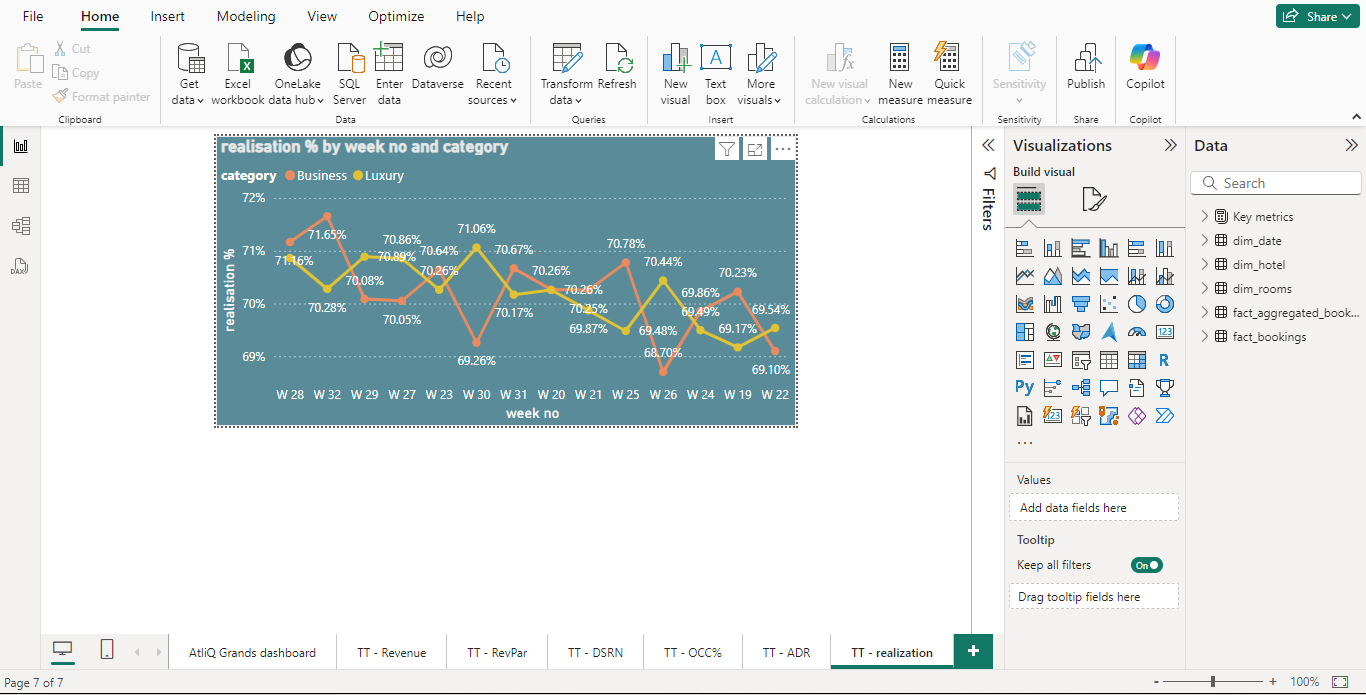 File Home Insert Modeling View Optimize Help Share
Paste Cut
Copy
Format painter
Clipboard
Get data
Excel workbook
OneLake data hub
SQL Server
Enter data
Dataverse
Recent sources
Data
Transform data
Refresh
Queries
New visual
Text box
More visuals
Insert
New visual calculation
New measure
Quick measure
Calculations
Sensitivity
Sensitivity
Publish
Share
Copilot
Copilot
realisation % by week no and category
category Business Luxury
72%
71%
70%
69%
realisation %
71.16%
71.65%
70.28%
70.08%
70.86%
70.89%
70.05%
70.64%
70.26%
71.06%
69.26%
70.67%
70.17%
70.26%
70.26%
70.25%
69.87%
70.78%
69.48%
70.44%
68.70%
69.86%
69.49%
70.23%
69.17%
69.54%
69.10%
W 28 W 32 W 29 W 27 W 23 W 30 W 31 W 20 W 21 W 25 W 26 W 24 W 19 W 22
week no
Filters
Visualizations
Build visual
123
R
Py
123
Values
Add data fields here
Tooltip
Keep all filters On
Drag tooltip fields here
Data
Search
Key metrics
dim_date
dim_hotel
dim_rooms
fact_aggregated_book...
fact_bookings
DAX
AtliQ Grands dashboard TT - Revenue TT - RevPar TT - DSRN TT - OCC% TT - ADR TT - realization +
Page 7 of 7
- + 100%